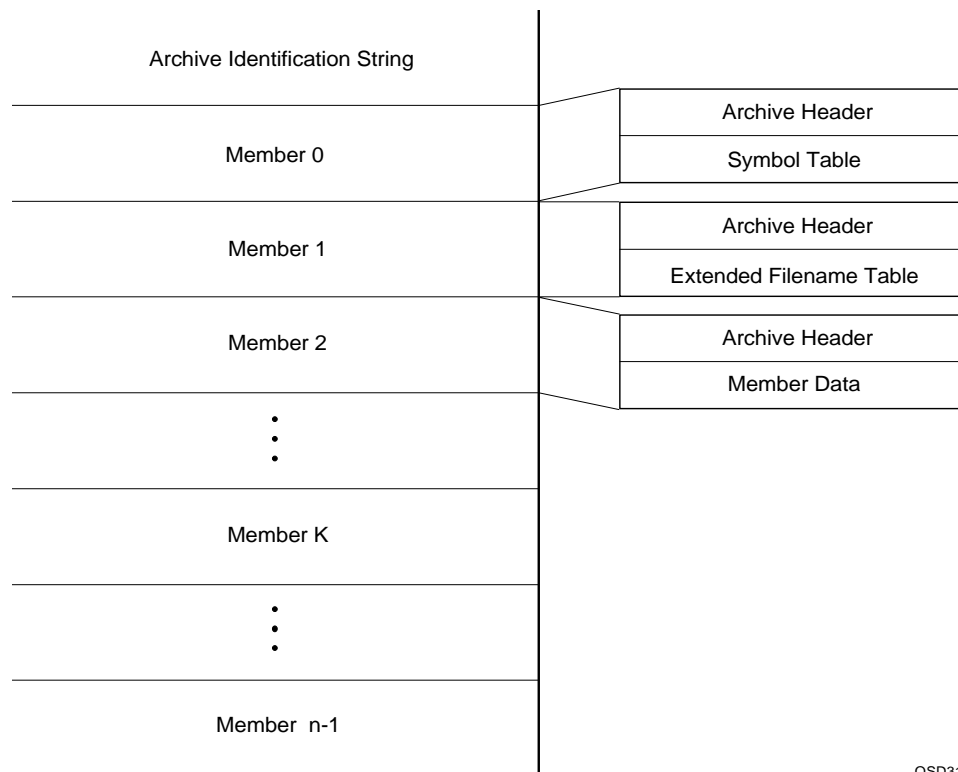 Archive Identification String
Archive Header
Member 0
Symbol Table
Archive Header
Member 1
Extended Filename Table
Archive Header
Member 2
Member Data
Member K
Member n-1